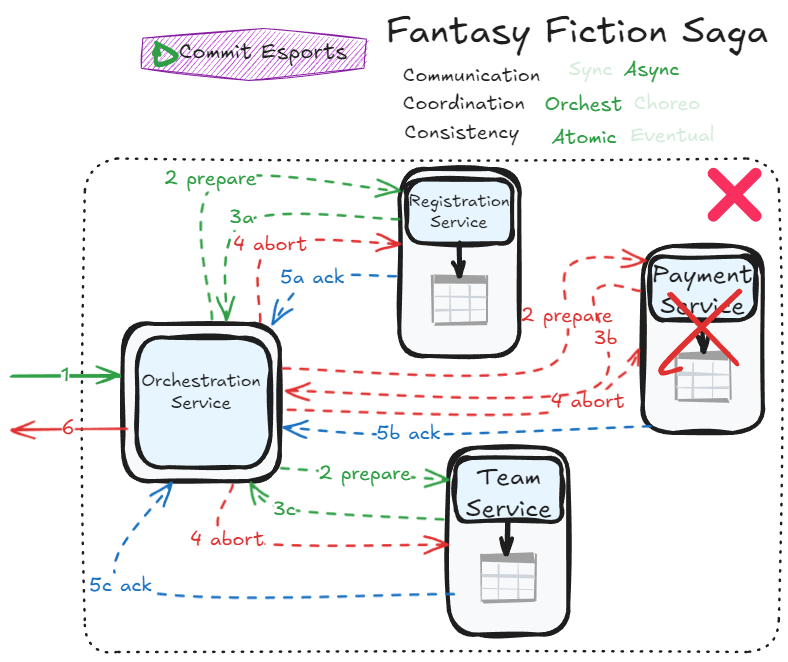 Commit Esports
Fantasy Fiction Saga
Communication Sync Async
Coordination Orchest Choreo
Consistency Atomic Eventual
2 prepare
3a
4 abort
5a ack
Registration
Service
Payment
Service
2 prepare
3b
4 abort
5b ack
1
6
Orchestration
Service
2 prepare
3c
4 abort
5c ack
Team
Service